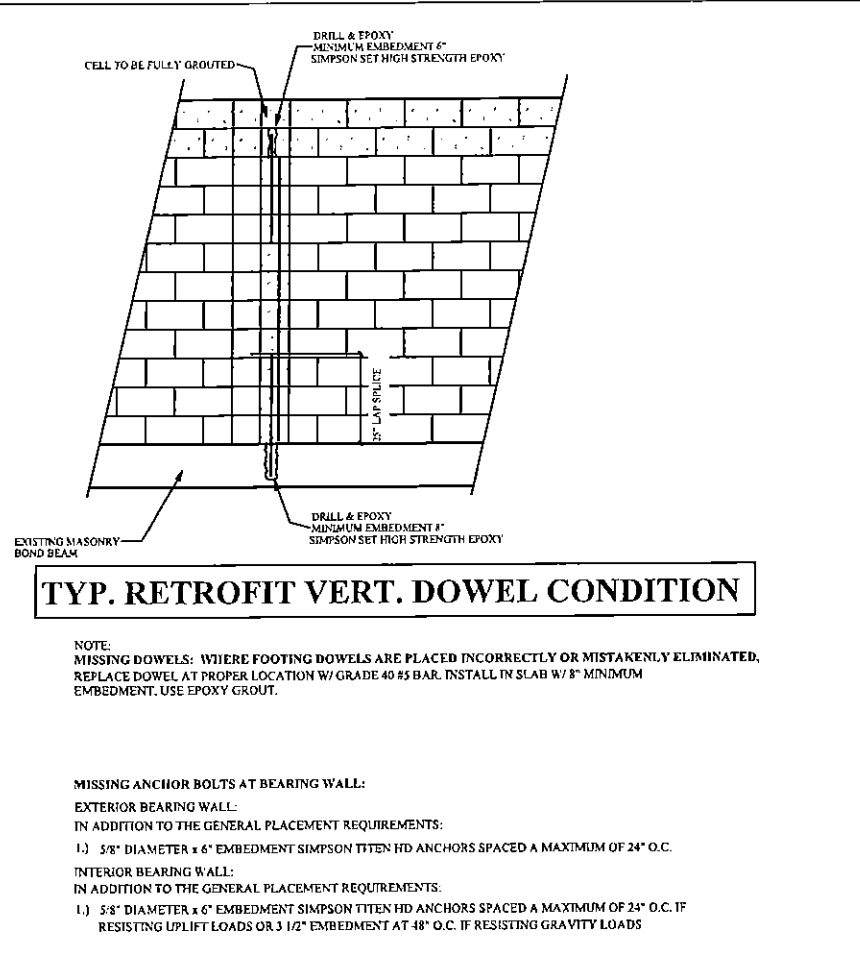 DRILL & EPOXY
MINIMUM EMBEDMENT 6"
SIMPSON SET HIGH STRENGTH EPOXY
CELL TO BE FULLY GROUTED
25" LAP SPLICE
DRILL & EPOXY
MINIMUM EMBEDMENT 8"
SIMPSON SET HIGH STRENGTH EPOXY
EXISTING MASONRY
BOND BEAM
TYP. RETROFIT VERT. DOWEL CONDITION
NOTE:
MISSING DOWELS: WHERE FOOTING DOWELS ARE PLACED INCORRECTLY OR MISTAKENLY ELIMINATED,
REPLACE DOWEL AT PROPER LOCATION W/ GRADE 40 #5 BAR. INSTALL IN SLAB W/ 8" MINIMUM
EMBEDMENT. USE EPOXY GROUT.
MISSING ANCHOR BOLTS AT BEARING WALL:
EXTERIOR BEARING WALL:
IN ADDITION TO THE GENERAL PLACEMENT REQUIREMENTS:
1.) 5/8" DIAMETER x 6" EMBEDMENT SIMPSON TITEN HD ANCHORS SPACED A MAXIMUM OF 24" O.C.
INTERIOR BEARING WALL:
IN ADDITION TO THE GENERAL PLACEMENT REQUIREMENTS:
1.) 5/8" DIAMETER x 6" EMBEDMENT SIMPSON TITEN HD ANCHORS SPACED A MAXIMUM OF 24" O.C. IF
RESISTING UPLIFT LOADS OR 3 1/2" EMBEDMENT AT 48" O.C. IF RESISTING GRAVITY LOADS